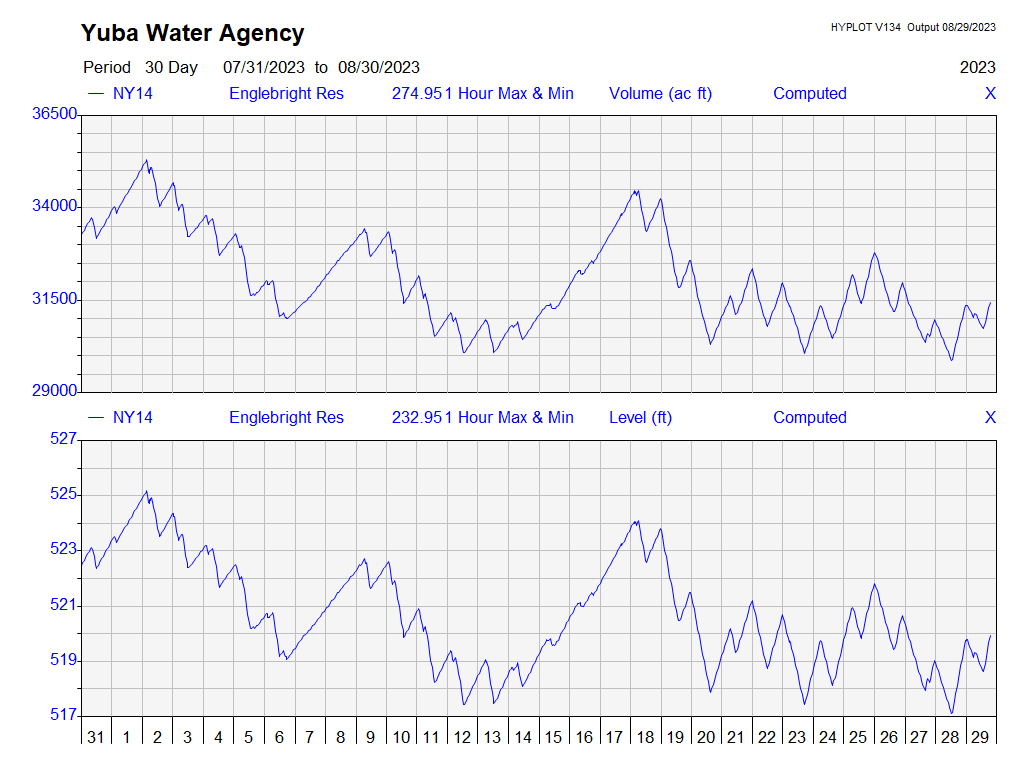 Yuba Water Agency
HYPLOT V134 Output 08/29/2023
Period 30 Day 07/31/2023 to 08/30/2023
2023
NY14 Englebright Res 274.951 Hour Max & Min Volume (ac ft) Computed X
36500
34000
31500
29000
NY14 Englebright Res 232.951 Hour Max & Min Level (ft) Computed X
527
525
523
521
519
517
31 1 2 3 4 5 6 7 8 9 10 11 12 13 14 15 16 17 18 19 20 21 22 23 24 25 26 27 28 29